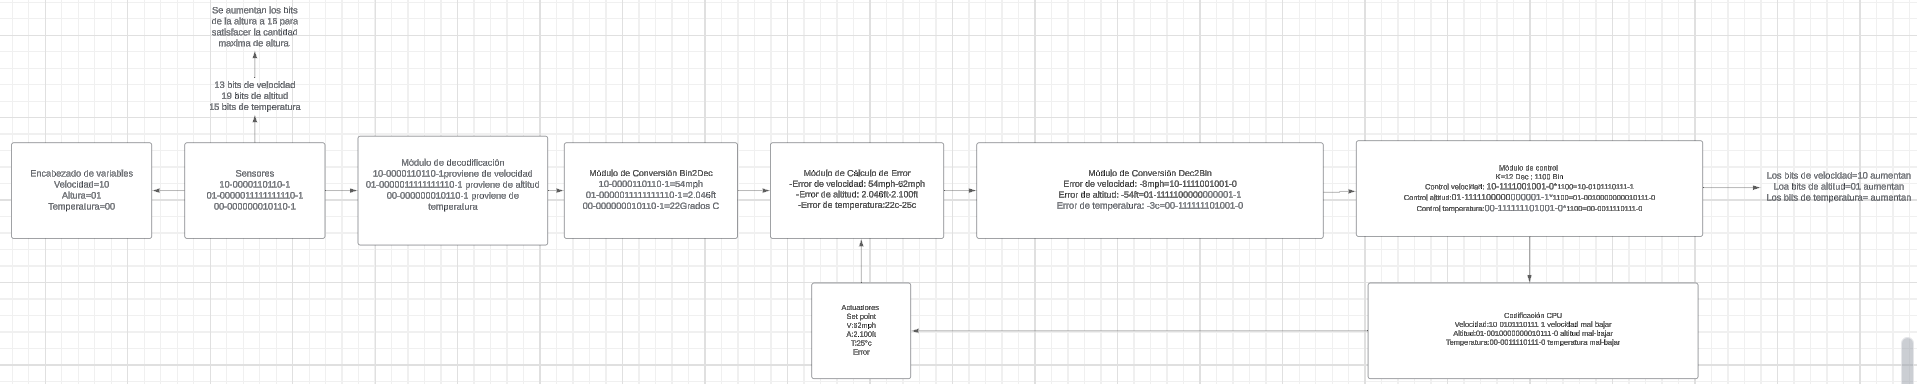 Se aumentan los bits
de la altura a 15 para
satisfacer la cantidad
maxima de altura.
13 bits de velocidad
19 bits de altitud
15 bits de temperatura
Encabezado de variables
Velocidad=10
Altura=01
Temperatura=00
Sensores
10-0000110110-1
01-0000011111111110-1
00-000000010110-1
Módulo de decodificación
10-0000110110-1proviene de velocidad
01-0000011111111110-1 proviene de altitud
00-000000010110-1 proviene de
temperatura
Módulo de Conversión Bin2Dec
10-0000110110-1=54mph
01-0000011111111110-1=2.046ft
00-000000010110-1=22Grados C
Módulo de Cálculo de Error
-Error de velocidad: 54mph-62mph
-Error de altitud: 2.046ft-2.100ft
-Error de temperatura:22c-25c
Módulo de Conversión Dec2Bin
Error de velocidad: -8mph=10-1111001001-0
Error de altitud: -54ft=01-1111100000000001-1
Error de temperatura: -3c=00-111111101001-0
Módulo de control
K=12 Dec ; 1100 Bin
Control velocidad: 10-1111001001-0*1100=10-0101110111-1
Control altitud:01-1111100000000001-1*1100=01-0010000000010111-0
Control temperatura:00-111111101001-0*1100=00-0011110111-0
Los bits de velocidad=10 aumentan
Loa bits de altitud=01 aumentan
Los bits de temperatura= aumentan
Actuadores
Set point
V:62mph
A:2.100ft
T:25°c
Error
Codificación CPU
Velocidad:10 0101110111 1 velocidad mal bajar
Altitud:01-0010000000010111-0 altitud mal-bajar
Temperatura:00-0011110111-0 temperatura mal-bajar